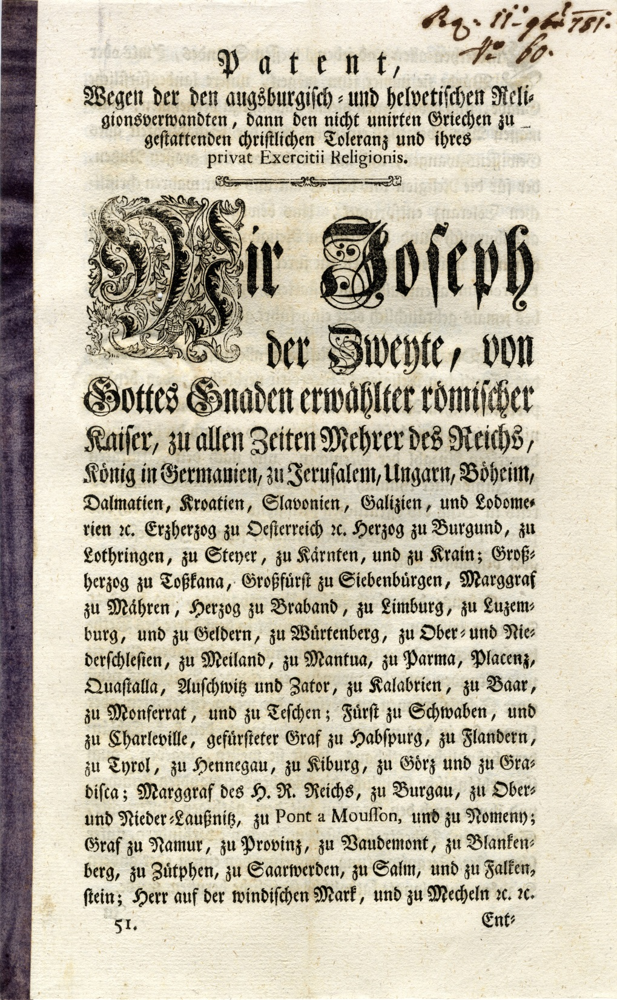 No 60.
Patent,
Wegen der den augsburgisch- und helvetischen Reli-
gionsverwandten, dann den nicht unirten Griechen zu
gestattenden christlichen Toleranz und ihres
privat Exercitii Religionis.
Wir Joseph
der Zweyte, von
Gottes Gnaden erwählter römischer
Kaiser, zu allen Zeiten Mehrer des Reichs,
König in Germanien, zu Jerusalem, Ungarn, Böheim,
Dalmatien, Kroatien, Slavonien, Galizien, und Lodome-
rien ꝛc. Erzherzog zu Oesterreich ꝛc. Herzog zu Burgund, zu
Lothringen, zu Steyer, zu Kärnten, und zu Krain; Groß-
herzog zu Toßkana, Großfürst zu Siebenbürgen, Marggraf
zu Mähren, Herzog zu Braband, zu Limburg, zu Luzem-
burg, und zu Geldern, zu Würtenberg, zu Ober- und Nie-
derschlesien, zu Meiland, zu Mantua, zu Parma, Placenz,
Quastalla, Auschwitz und Zator, zu Kalabrien, zu Baar,
zu Monferrat, und zu Teschen; Fürst zu Schwaben, und
zu Charleville, gefürsteter Graf zu Habspurg, zu Flandern,
zu Tyrol, zu Hennegau, zu Kiburg, zu Görz und zu Gra-
disca; Marggraf des H. R. Reichs, zu Burgau, zu Ober-
und Nieder-Laußnitz, zu Pont a Mousson, und zu Nomeny;
Graf zu Namur, zu Provinz, zu Vaudemont, zu Blanken-
berg, zu Zütphen, zu Saarwerden, zu Salm, und zu Falken-
stein; Herr auf der windischen Mark, und zu Mecheln ꝛc. ꝛc.
51. Ent-